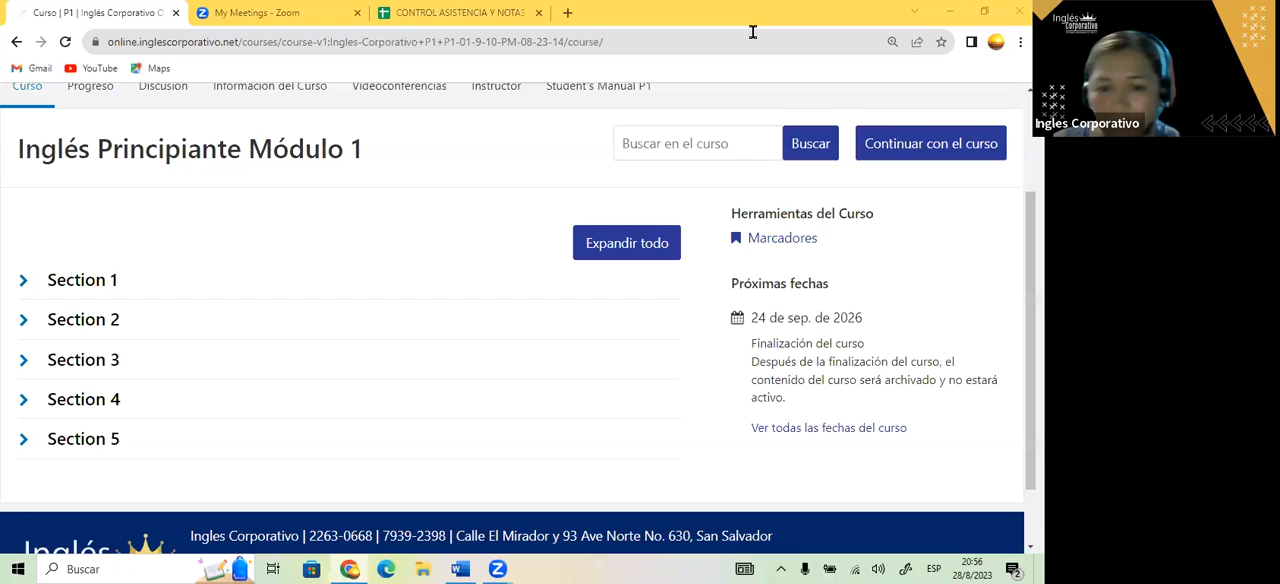 Curso | P1 | Inglés Corporativo O
My Meetings - Zoom
CONTROL ASISTENCIA Y NOTAS
online.inglescorporativo.net/courses/course-v1:Ingles-Corporativo+P1+P1-01-9-10-PM-08-23-14/course/
Gmail
YouTube
Maps
Curso
Progreso
Discusión
Información del Curso
Videoconferencias
Instructor
Student's Manual P1
Inglés Principiante Módulo 1
Buscar en el curso
Buscar
Continuar con el curso
Expandir todo
Section 1
Section 2
Section 3
Section 4
Section 5
Herramientas del Curso
Marcadores
Próximas fechas
24 de sep. de 2026
Finalización del curso
Después de la finalización del curso, el
contenido del curso será archivado y no estará
activo.
Ver todas las fechas del curso
Inglés
Ingles Corporativo | 2263-0668 | 7939-2398 | Calle El Mirador y 93 Ave Norte No. 630, San Salvador
Buscar
ESP
20:56
28/8/2023
2
Inglés
Corporativo
Ingles Corporativo